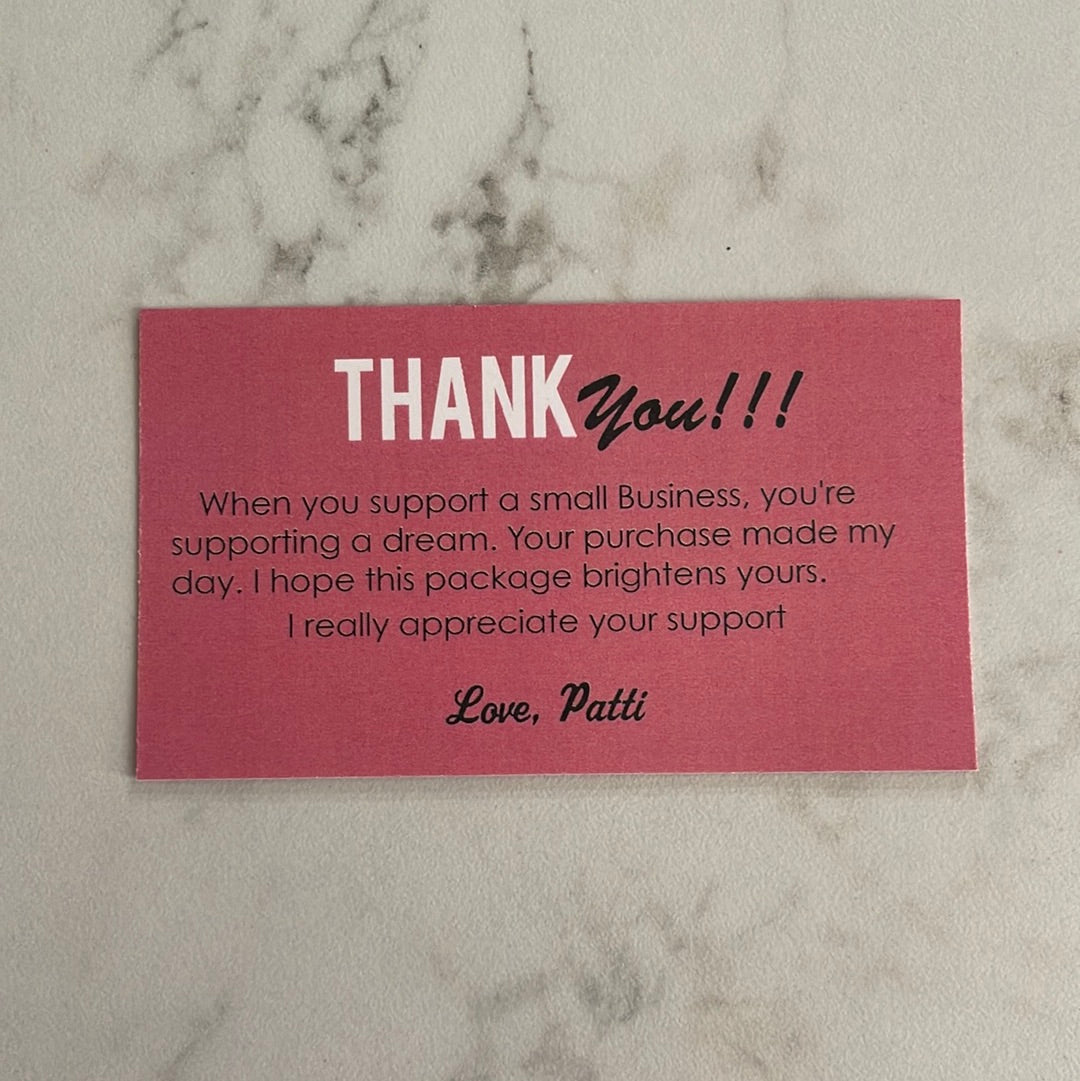 THANK You!!!
When you support a small Business, you're
supporting a dream. Your purchase made my
day. I hope this package brightens yours.
I really appreciate your support
Love, Patti